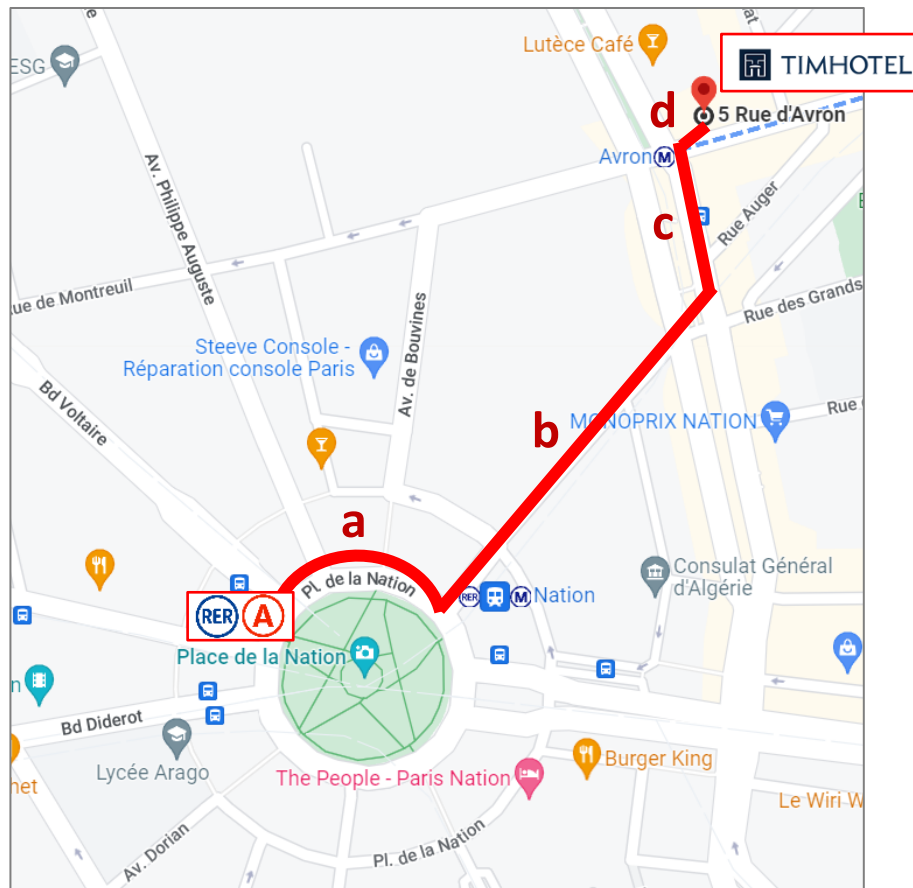 ESG
Lutèce Café
TIMHOTEL
d
5 Rue d'Avron
Avron M
Av. Philippe Auguste
c
Rue Auger
ue de Montreuil
Rue des Grands
Av. de Bouvines
Steeve Console -
Réparation console Paris
Bd Voltaire
b
MONOPRIX NATION
Rue
a
Pl. de la Nation
Consulat Général
d'Algérie
RER M Nation
RER A
Place de la Nation
Bd Diderot
Lycée Arago
The People - Paris Nation
Burger King
net
Le Wiri W
Av. Dorian
Pl. de la Nation